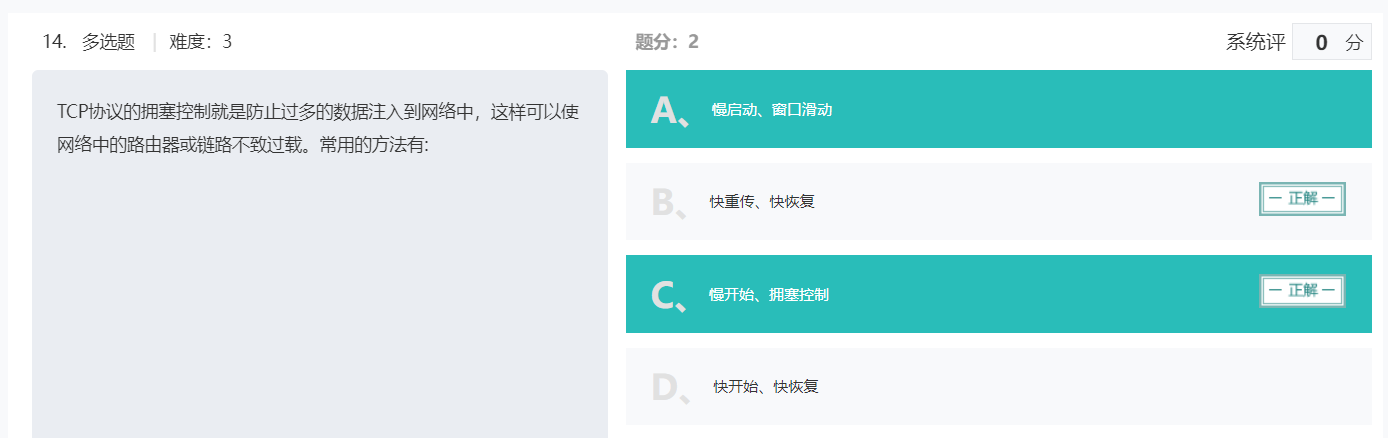 14. 多选题 | 难度：3
题分：2
系统评 0 分
TCP协议的拥塞控制就是防止过多的数据注入到网络中，这样可以使
网络中的路由器或链路不致过载。常用的方法有:
A、 慢启动、窗口滑动
B、 快重传、快恢复
— 正解 —
C、 慢开始、拥塞控制
— 正解 —
D、 快开始、快恢复